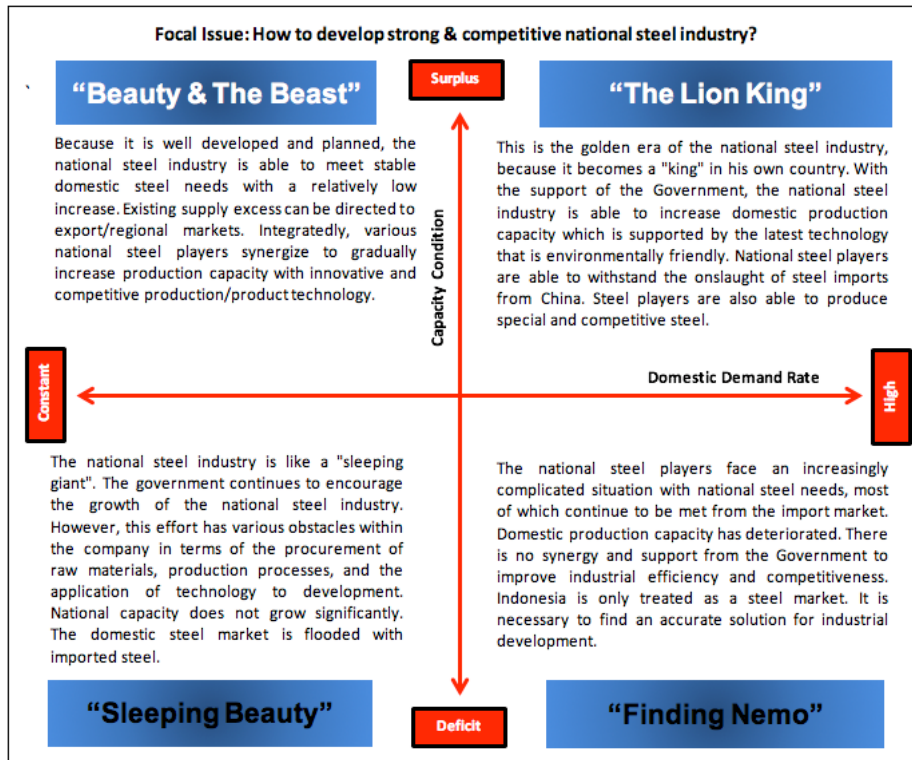 Focal Issue: How to develop strong & competitive national steel industry?
Surplus
“Beauty & The Beast”
“The Lion King”
Because it is well developed and planned, the
national steel industry is able to meet stable
domestic steel needs with a relatively low
increase. Existing supply excess can be directed to
export/regional markets. Integratedly, various
national steel players synergize to gradually
increase production capacity with innovative and
competitive production/product technology.
This is the golden era of the national steel industry,
because it becomes a "king" in his own country. With
the support of the Government, the national steel
industry is able to increase domestic production
capacity which is supported by the latest technology
that is environmentally friendly. National steel players
are able to withstand the onslaught of steel imports
from China. Steel players are also able to produce
special and competitive steel.
Capacity Condition
Constant
Domestic Demand Rate
High
The national steel industry is like a "sleeping
giant". The government continues to encourage
the growth of the national steel industry.
However, this effort has various obstacles within
the company in terms of the procurement of
raw materials, production processes, and the
application of technology to development.
National capacity does not grow significantly.
The domestic steel market is flooded with
imported steel.
The national steel players face an increasingly
complicated situation with national steel needs, most
of which continue to be met from the import market.
Domestic production capacity has deteriorated. There
is no synergy and support from the Government to
improve industrial efficiency and competitiveness.
Indonesia is only treated as a steel market. It is
necessary to find an accurate solution for industrial
development.
“Sleeping Beauty”
Deficit
“Finding Nemo”